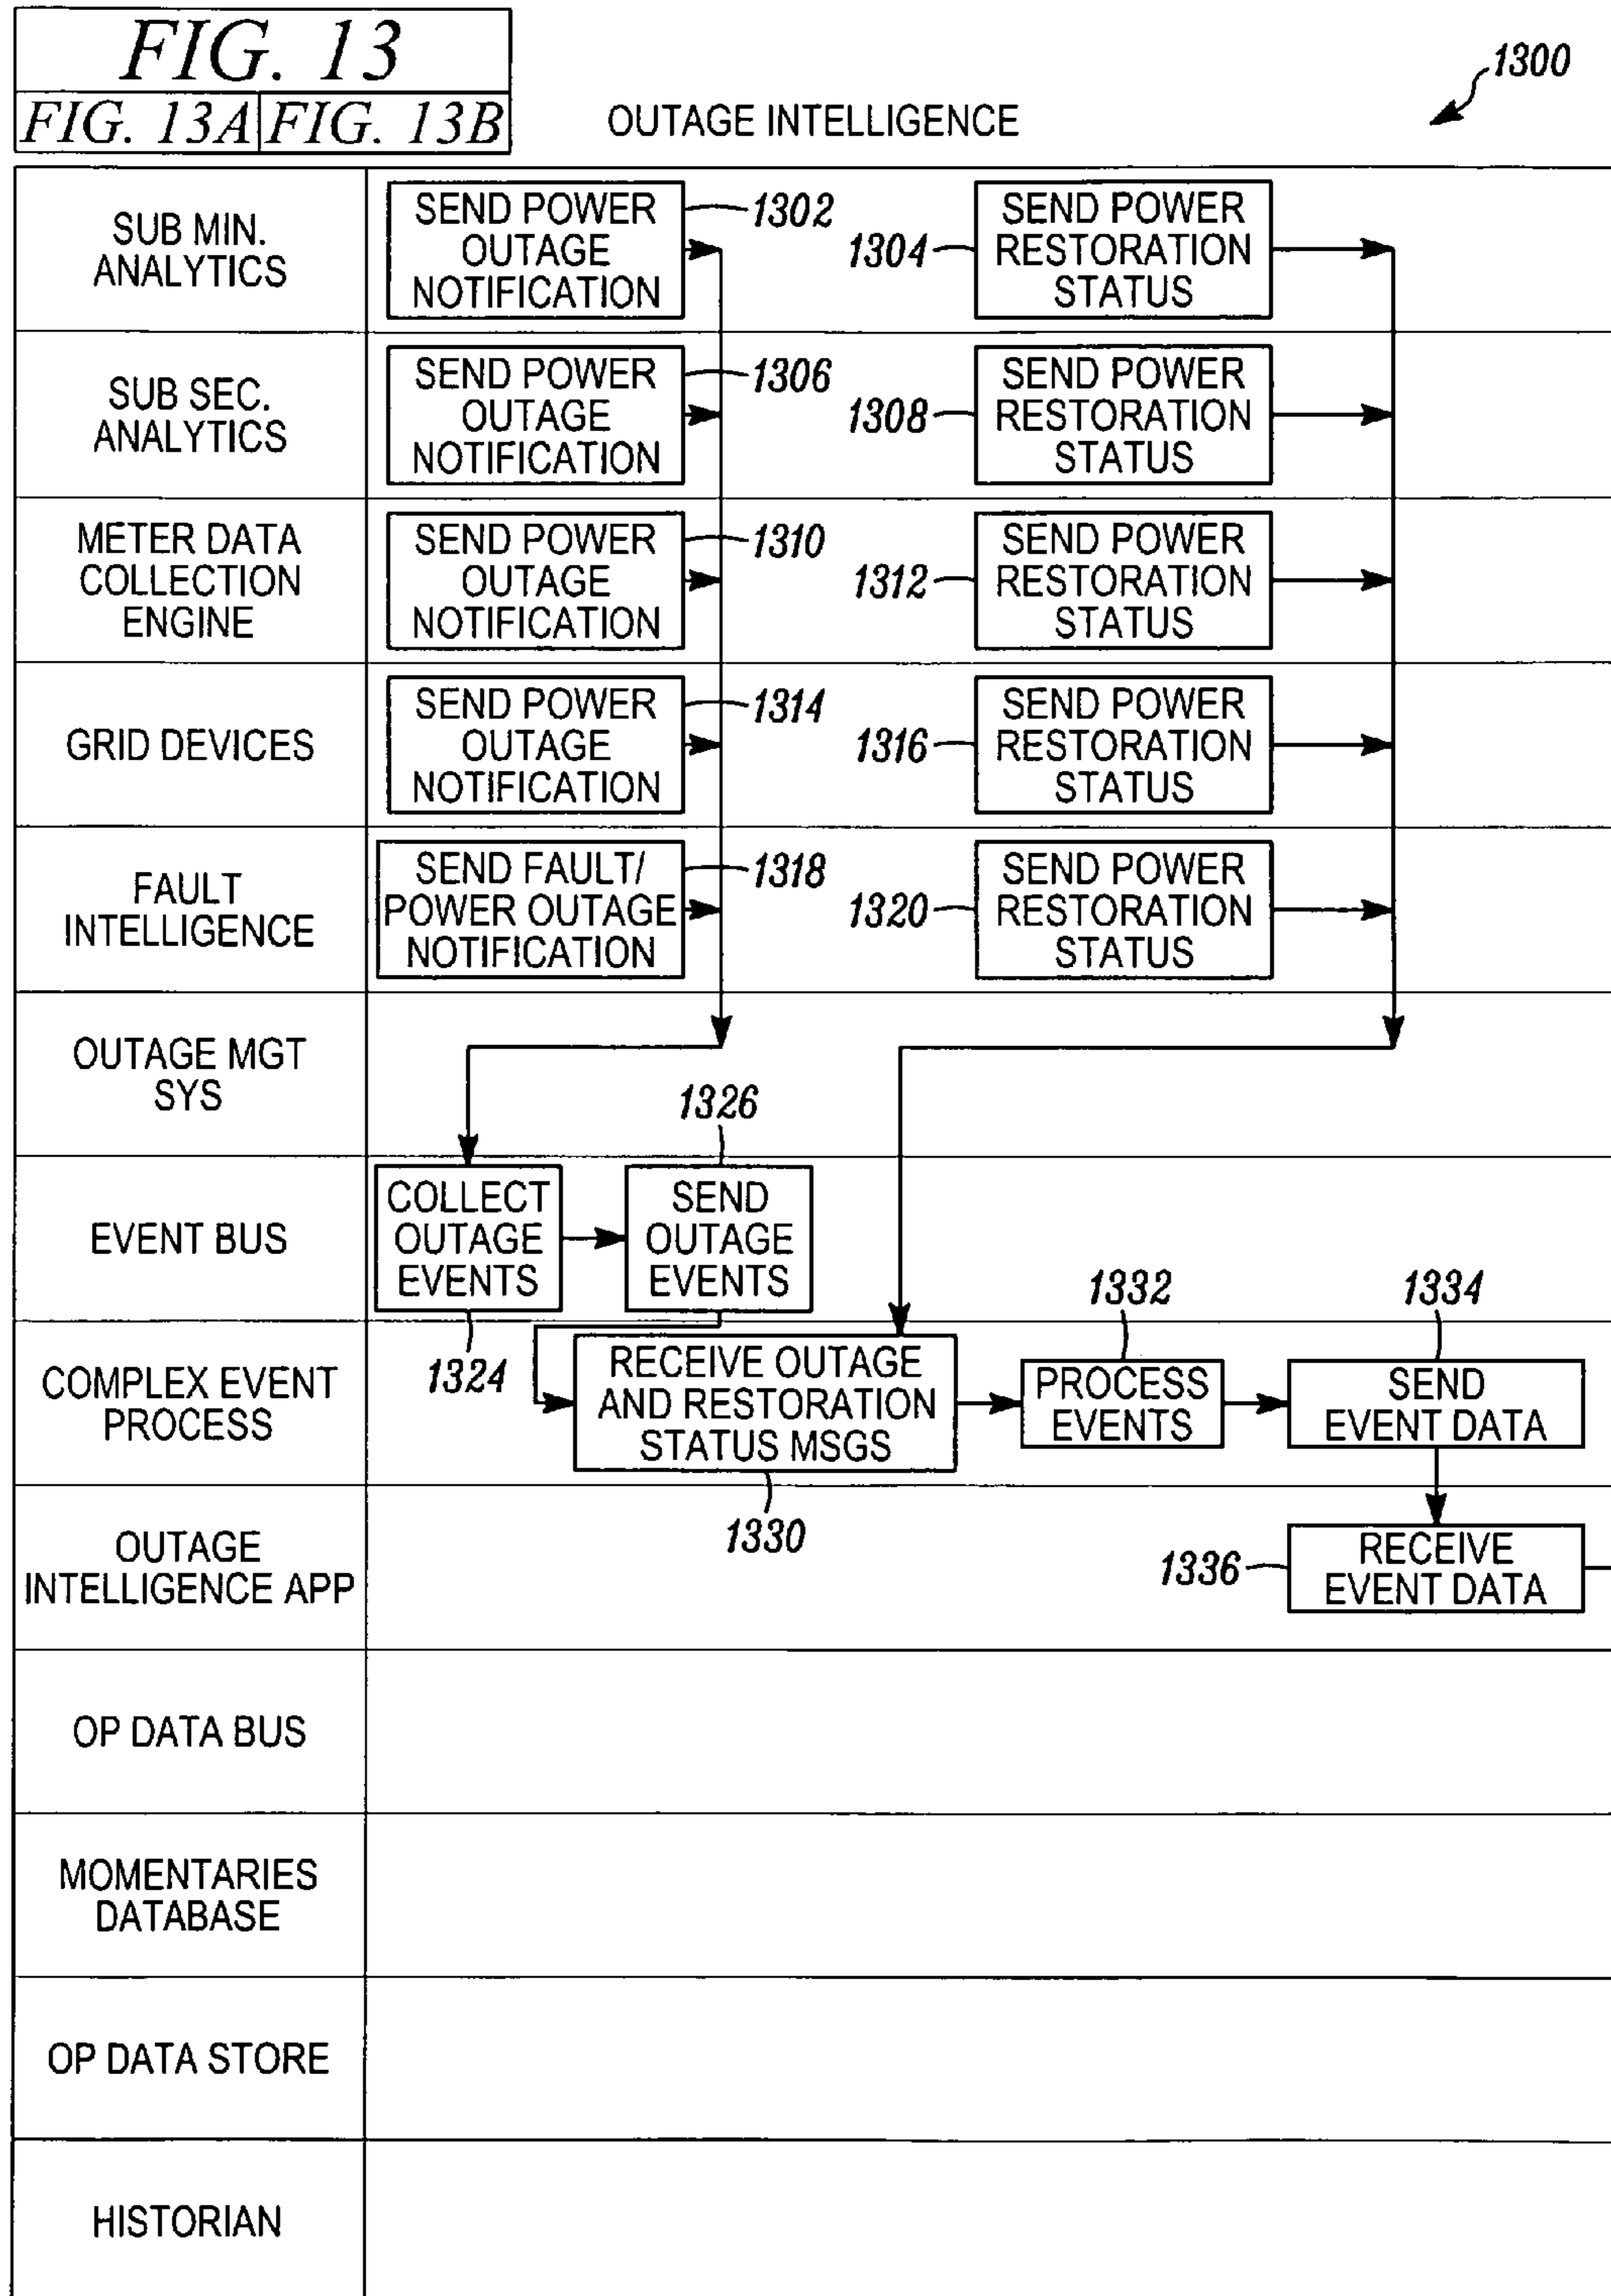 FIG. 13
FIG. 13A FIG. 13B
OUTAGE INTELLIGENCE
1300
SUB MIN.
ANALYTICS
SEND POWER
OUTAGE
NOTIFICATION
1302
1304
SEND POWER
RESTORATION
STATUS
SUB SEC.
ANALYTICS
SEND POWER
OUTAGE
NOTIFICATION
1306
1308
SEND POWER
RESTORATION
STATUS
METER DATA
COLLECTION
ENGINE
SEND POWER
OUTAGE
NOTIFICATION
1310
1312
SEND POWER
RESTORATION
STATUS
GRID DEVICES
SEND POWER
OUTAGE
NOTIFICATION
1314
1316
SEND POWER
RESTORATION
STATUS
FAULT
INTELLIGENCE
SEND FAULT/
POWER OUTAGE
NOTIFICATION
1318
1320
SEND POWER
RESTORATION
STATUS
OUTAGE MGT
SYS
EVENT BUS
COLLECT
OUTAGE
EVENTS
1324
1326
SEND
OUTAGE
EVENTS
COMPLEX EVENT
PROCESS
RECEIVE OUTAGE
AND RESTORATION
STATUS MSGS
1330
1332
PROCESS
EVENTS
1334
SEND
EVENT DATA
OUTAGE
INTELLIGENCE APP
1336
RECEIVE
EVENT DATA
OP DATA BUS
MOMENTARIES
DATABASE
OP DATA STORE
HISTORIAN